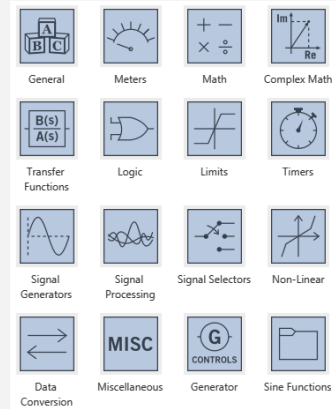 A
B C
General
Meters
+ −
× ÷
Math
Im
Re
Complex Math
B(s)
A(s)
Transfer
Functions
Logic
Limits
Timers
Signal
Generators
Signal
Processing
Signal Selectors
Non-Linear
Data
Conversion
MISC
Miscellaneous
G
CONTROLS
Generator
Sine Functions